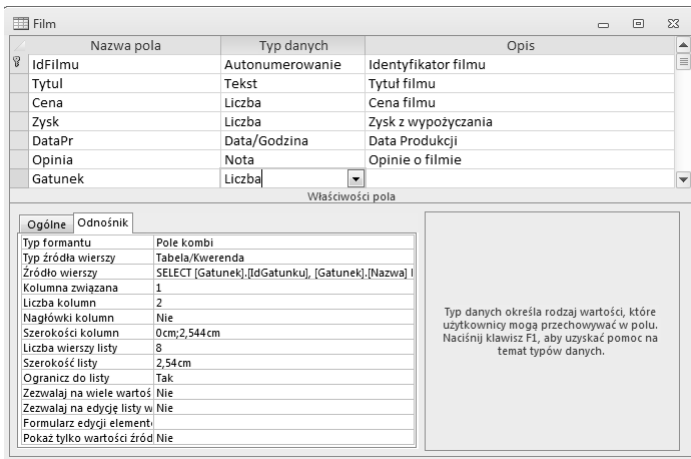 Film
Nazwa pola Typ danych Opis
IdFilmu Autonumerowanie Identyfikator filmu
Tytul Tekst Tytuł filmu
Cena Liczba Cena filmu
Zysk Liczba Zysk z wypożyczania
DataPr Data/Godzina Data Produkcji
Opinia Nota Opinie o filmie
Gatunek Liczba
Właściwości pola
Ogólne Odnośnik
Typ formantu Pole kombi
Typ źródła wierszy Tabela/Kwerenda
Źródło wierszy SELECT [Gatunek].[IdGatunku], [Gatunek].[Nazwa]
Kolumna związana 1
Liczba kolumn 2
Nagłówki kolumn Nie
Szerokości kolumn 0cm;2,544cm
Liczba wierszy listy 8
Szerokość listy 2,54cm
Ogranicz do listy Tak
Zezwalaj na wiele wartoś Nie
Zezwalaj na edycję listy w Nie
Formularz edycji element
Pokaż tylko wartości źród Nie
Typ danych określa rodzaj wartości, które
użytkownicy mogą przechowywać w polu.
Naciśnij klawisz F1, aby uzyskać pomoc na
temat typów danych.